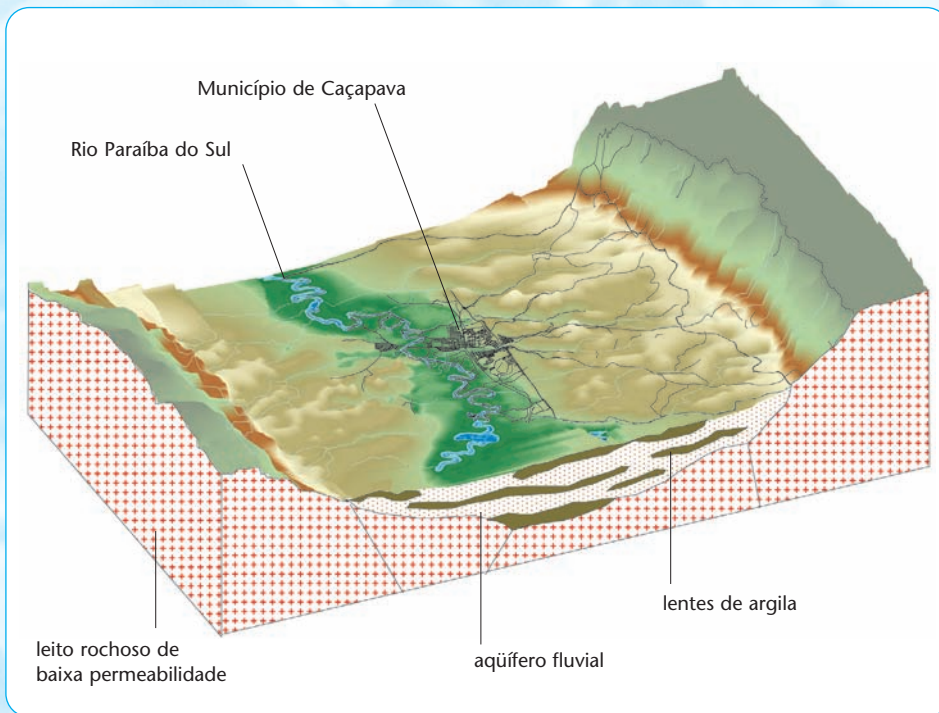 Município de Caçapava
Rio Paraíba do Sul
lentes de argila
aqüífero fluvial
leito rochoso de
baixa permeabilidade